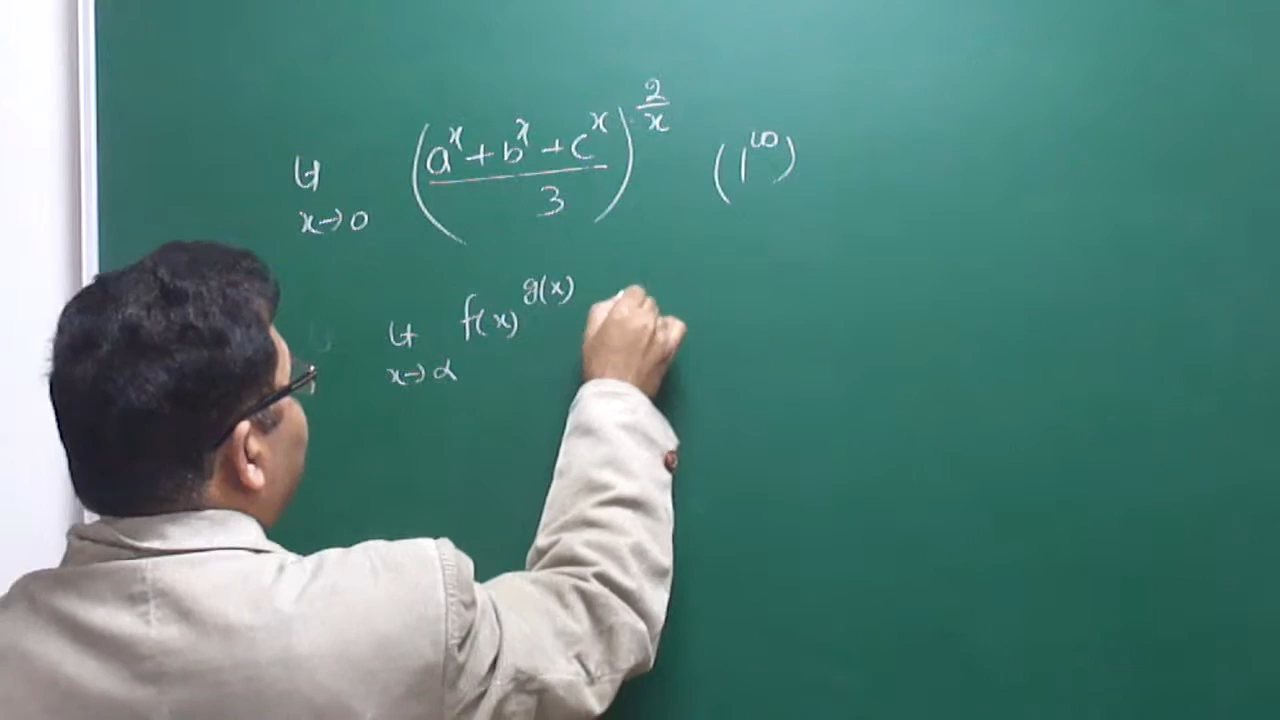 Lt x→0 ((a^x + b^x + c^x)/3)^(2/x) (1^∞)
Lt x→α f(x)^g(x)